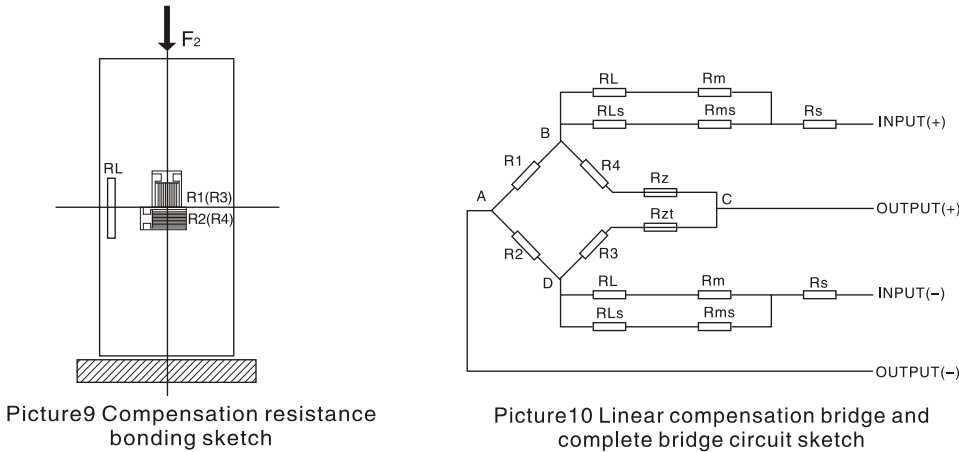 F2
RL
R1(R3)
R2(R4)
Picture9 Compensation resistance
bonding sketch
RL
Rm
RLs
Rms
Rs
INPUT(+)
B
R1
R4
Rz
A
C
OUTPUT(+)
Rzt
R2
R3
D
RL
Rm
Rs
INPUT(-)
RLs
Rms
OUTPUT(-)
Picture10 Linear compensation bridge and
complete bridge circuit sketch